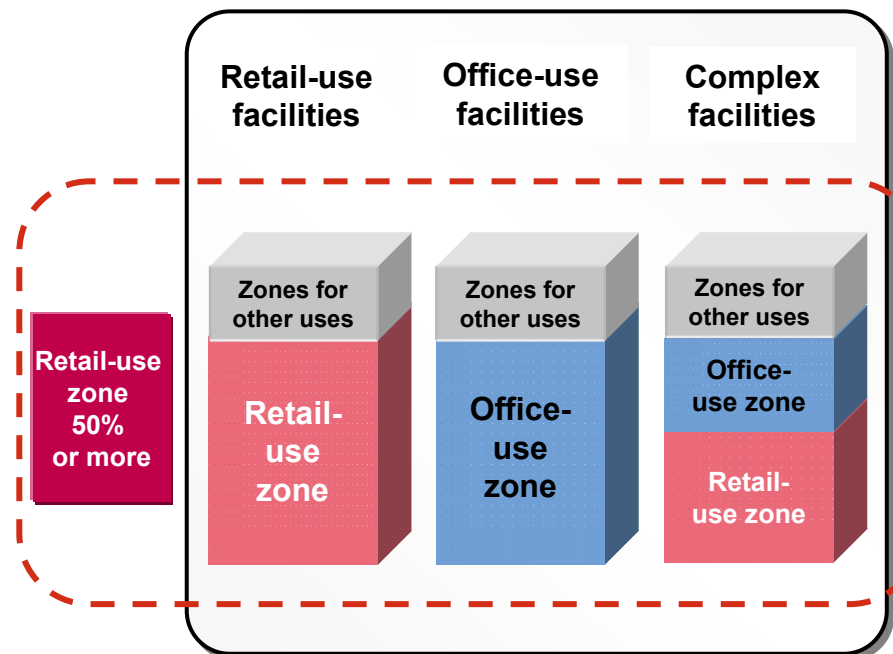 Retail-use
facilities
Office-use
facilities
Complex
facilities
Retail-use
zone
50%
or more
Zones for
other uses
Retail-
use
zone
Zones for
other uses
Office-
use
zone
Zones for
other uses
Office-
use zone
Retail-
use zone